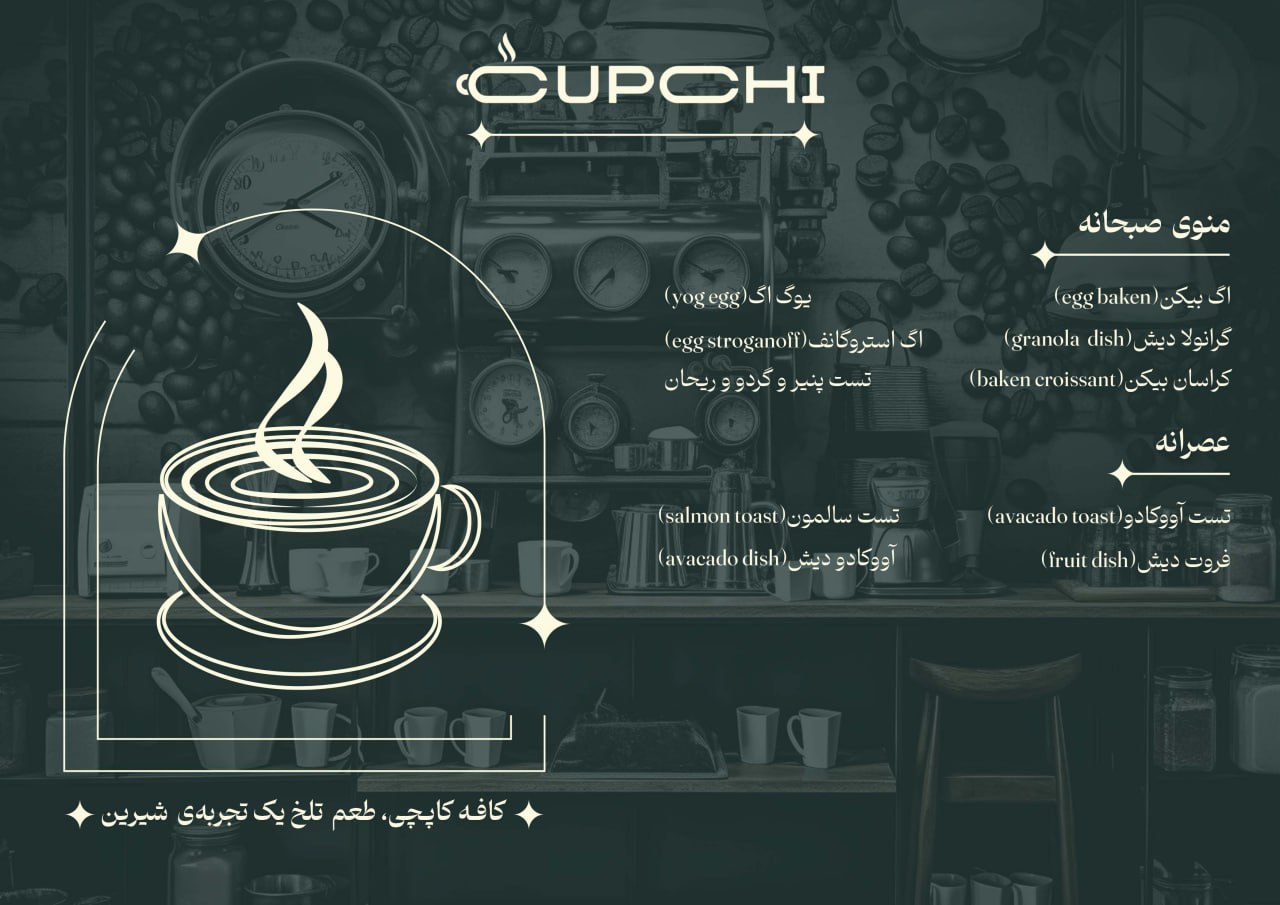 CUPCHI
منوی صبحانه
اگ بیکن(egg baken)
یوگ اگ(yog egg)
گرانولا دیش(granola dish)
اگ استروگانف(egg stroganoff)
کراسان بیکن(baken croissant)
تست پنیر و گردو و ریحان
عصرانه
تست آووکادو(avacado toast)
تست سالمون(salmon toast)
فروت دیش(fruit dish)
آووکادو دیش(avacado dish)
کافه کاپچی، طعم تلخ یک تجربه‌ی شیرین